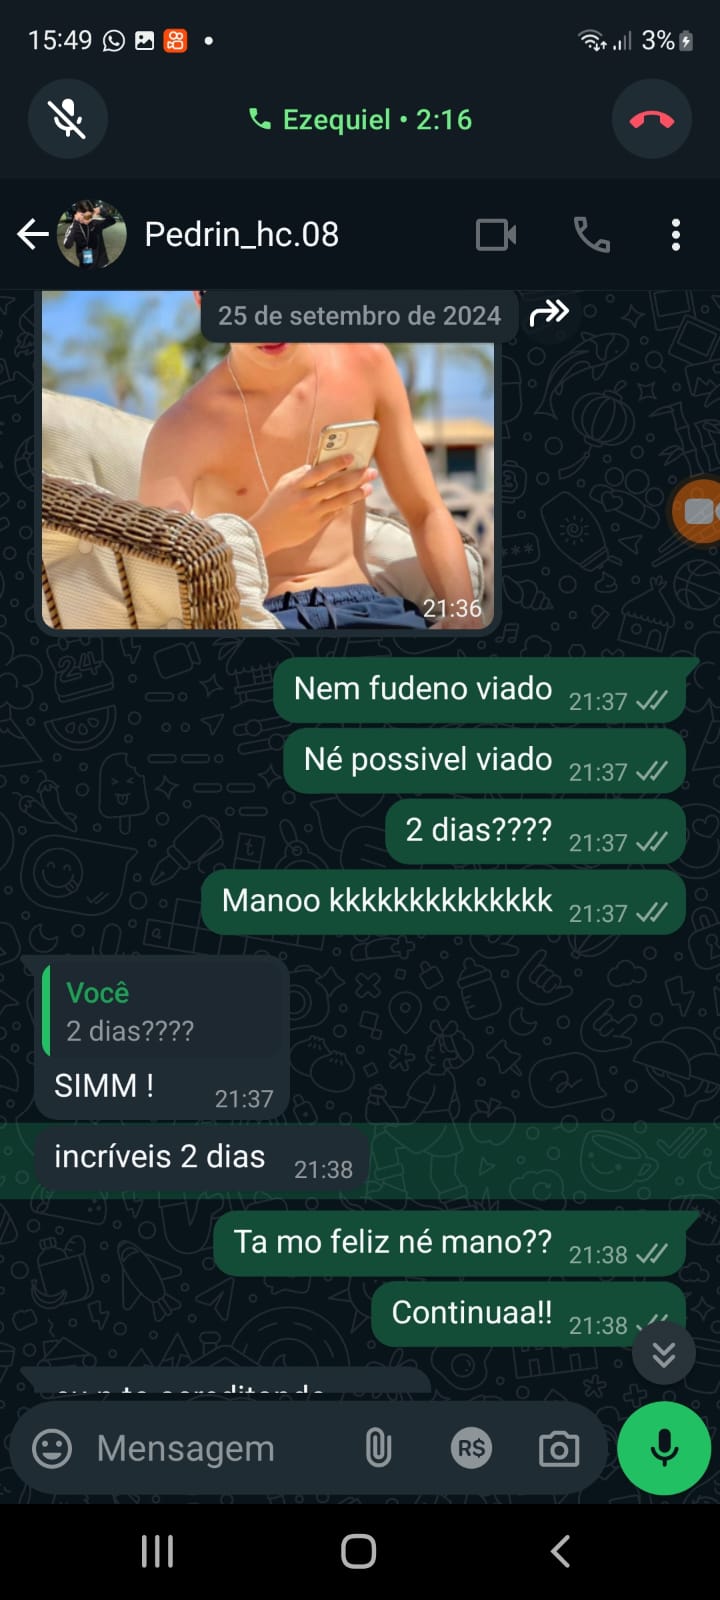 15:49
3%
Ezequiel • 2:16
Pedrin_hc.08
25 de setembro de 2024
21:36
Nem fudeno viado 21:37
Né possivel viado 21:37
2 dias???? 21:37
Manoo kkkkkkkkkkkkkk 21:37
Você
2 dias????
SIMM ! 21:37
incríveis 2 dias 21:38
Ta mo feliz né mano?? 21:38
Continuaa!! 21:38
Mensagem
R$